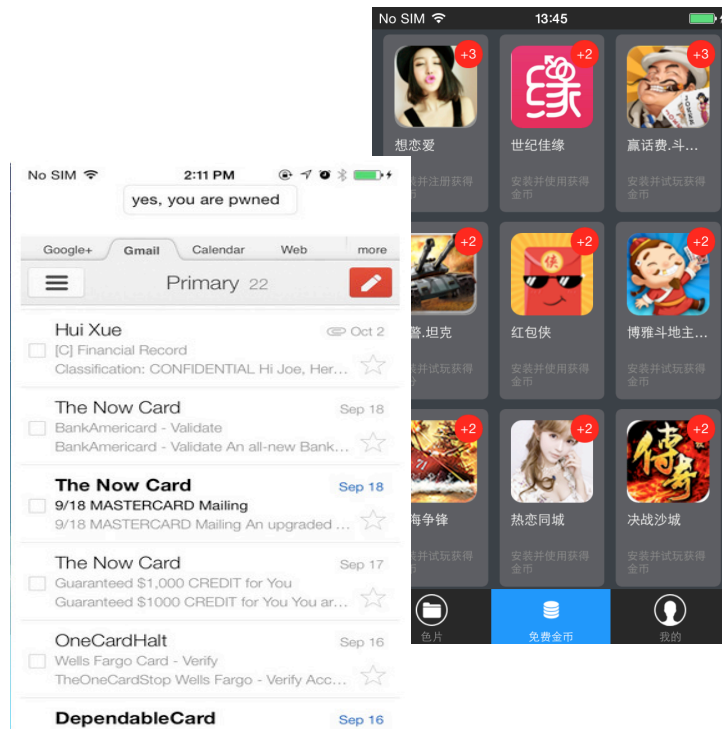 No SIM
13:45
+3
+2
+3
想恋爱
世纪佳缘
赢话费.斗...
装并注册获得
币
安装并使用获得
金币
安装并试玩获得
金币
+2
+2
+2
警.坦克
红包侠
博雅斗地主...
装并试玩获得
安装并使用获得
金币
安装并试玩获得
金币
+2
+2
+2
海争锋
热恋同城
传奇
决战沙城
装并试玩获得
币
安装并使用获得
金币
安装并试玩获得
金币
色片
免费金币
我的
No SIM
2:11 PM
yes, you are pwned
Google+
Gmail
Calendar
Web
more
Primary 22
Hui Xue
Oct 2
[C] Financial Record
Classification: CONFIDENTIAL Hi Joe, Her...
The Now Card
Sep 18
BankAmericard - Validate
BankAmericard - Validate An all-new Bank...
The Now Card
Sep 18
9/18 MASTERCARD Mailing
9/18 MASTERCARD Mailing An upgraded ...
The Now Card
Sep 17
Guaranteed $1,000 CREDIT for You
Guaranteed $1000 CREDIT for You You ar...
OneCardHalt
Sep 16
Wells Fargo Card - Verify
TheOneCardStop Wells Fargo - Verify Acc...
DependableCard
Sep 16